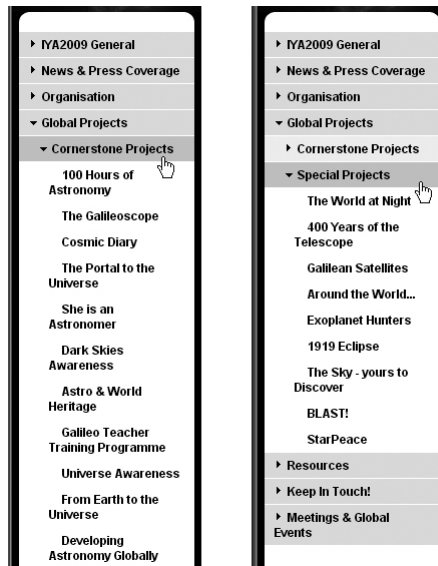 IYA2009 General
News & Press Coverage
Organisation
Global Projects
Cornerstone Projects
100 Hours of
Astronomy
The Galileoscope
Cosmic Diary
The Portal to the
Universe
She is an
Astronomer
Dark Skies
Awareness
Astro & World
Heritage
Galileo Teacher
Training Programme
Universe Awareness
From Earth to the
Universe
Developing
Astronomy Globally
IYA2009 General
News & Press Coverage
Organisation
Global Projects
Cornerstone Projects
Special Projects
The World at Night
400 Years of the
Telescope
Galilean Satellites
Around the World...
Exoplanet Hunters
1919 Eclipse
The Sky - yours to
Discover
BLAST!
StarPeace
Resources
Keep In Touch!
Meetings & Global
Events